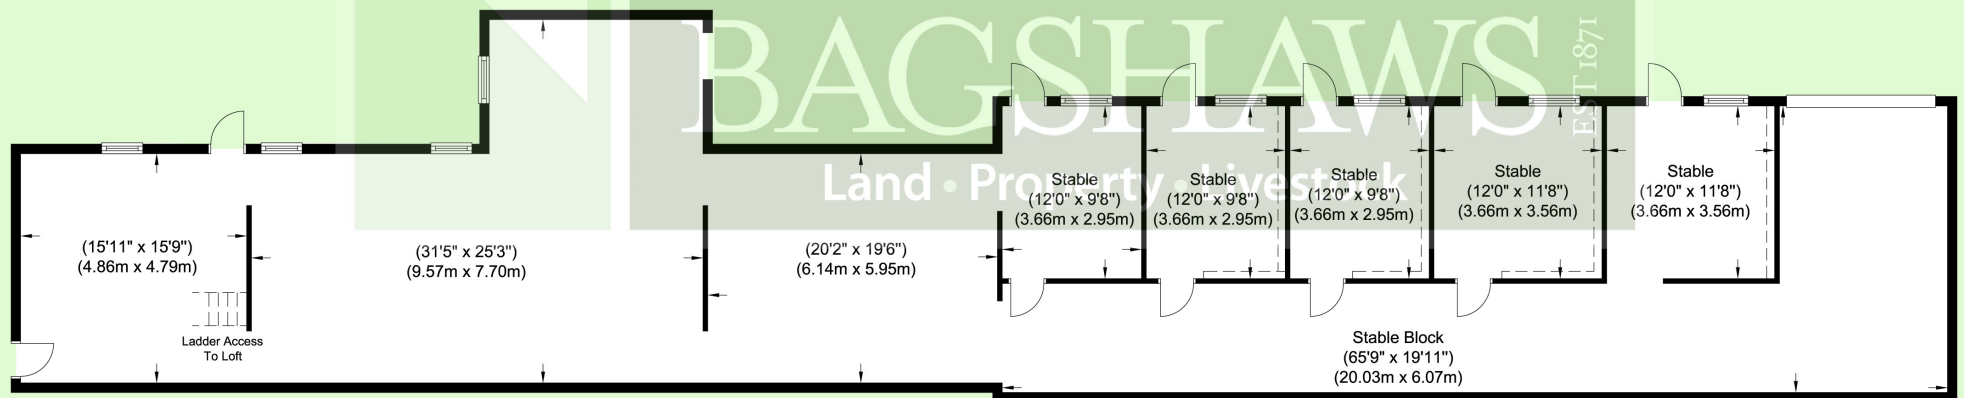 BAGSHAWS
EST 1871
Land • Property • Livestock
(15'11" x 15'9")
(4.86m x 4.79m)
Ladder Access
To Loft
(31'5" x 25'3")
(9.57m x 7.70m)
(20'2" x 19'6")
(6.14m x 5.95m)
Stable
(12'0" x 9'8")
(3.66m x 2.95m)
Stable
(12'0" x 9'8")
(3.66m x 2.95m)
Stable
(12'0" x 9'8")
(3.66m x 2.95m)
Stable
(12'0" x 11'8")
(3.66m x 3.56m)
Stable
(12'0" x 11'8")
(3.66m x 3.56m)
Stable Block
(65'9" x 19'11")
(20.03m x 6.07m)